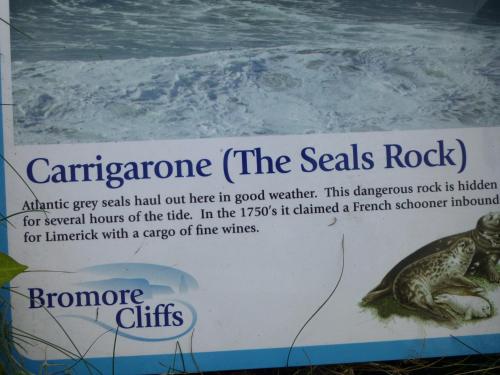 Carrigarone (The Seals Rock)
Atlantic grey seals haul out here in good weather. This dangerous rock is hidden
for several hours of the tide. In the 1750's it claimed a French schooner inbound
for Limerick with a cargo of fine wines.
Bromore
Cliffs